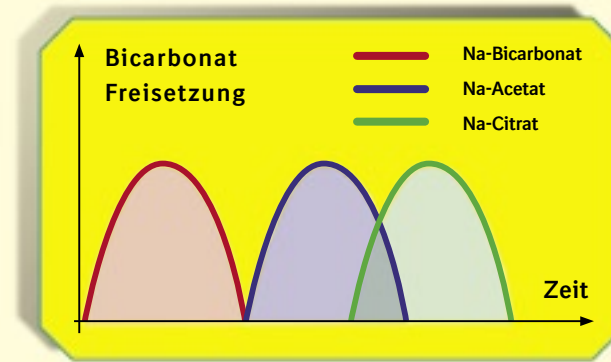 Bicarbonat
Freisetzung
Na-Bicarbonat
Na-Acetat
Na-Citrat
Zeit